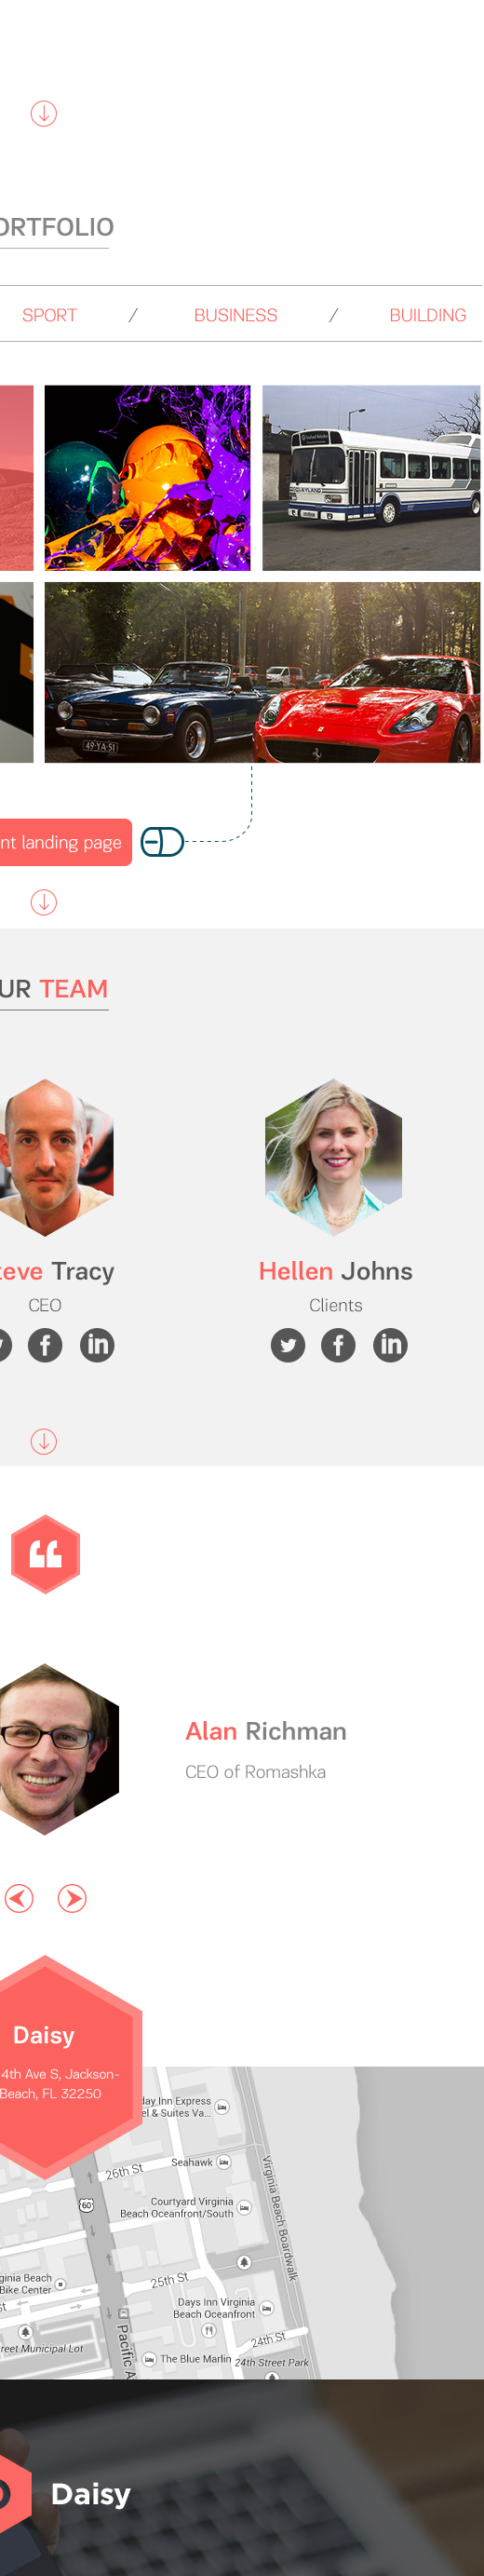 ORTFOLIO
SPORT / BUSINESS / BUILDING
LEYLAND
49-YA-51
nt landing page
UR TEAM
teve Tracy
CEO
Hellen Johns
Clients
Alan Richman
CEO of Romashka
Daisy
4th Ave S, Jackson-
Beach, FL 32250
day Inn Express
el & Suites Va...
Seahawk
26th St
Virginia Beach Boardwalk
60
Courtyard Virginia
Beach Oceanfront/South
ginia Beach
Bike Center
25th St
st
Days Inn Virginia
Beach Oceanfront
reet Municipal Lot
Pacific A
The Blue Marlin
24th St
24th Street Park
Daisy